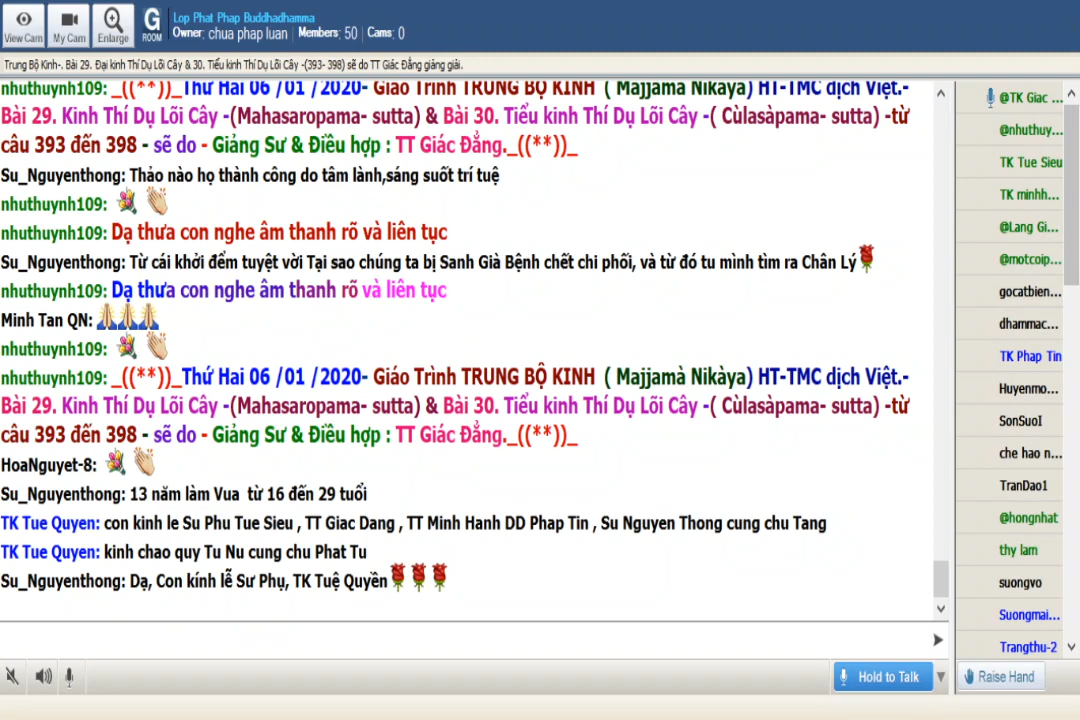 View Cam
My Cam
Enlarge
G
ROOM
Lop Phat Phap Buddhadhamma
Owner: chua phap luan Members: 50 Cams: 0
Trung Bộ Kinh-. Bài 29. Đại kinh Thí Dụ Lõi Cây & 30. Tiểu kinh Thí Dụ Lõi Cây -(393- 398) sẽ do TT Giác Đẳng giảng giải.
nhuthuynh109: _((**))_Thứ Hai 06 /01 /2020- Giáo Trình TRUNG BỘ KINH ( Majjamà Nikàya) HT-TMC dịch Việt.-
Bài 29. Kinh Thí Dụ Lõi Cây -(Mahasaropama- sutta) & Bài 30. Tiểu kinh Thí Dụ Lõi Cây -( Cùlasàpama- sutta) -từ
câu 393 đến 398 - sẽ do - Giảng Sư & Điều hợp : TT Giác Đẳng._((**))_
Su_Nguyenthong: Thảo nào họ thành công do tâm lành,sáng suốt trí tuệ
nhuthuynh109:
nhuthuynh109: Dạ thưa con nghe âm thanh rõ và liên tục
Su_Nguyenthong: Từ cái khởi đểm tuyệt vời Tại sao chúng ta bị Sanh Già Bệnh chết chi phối, và từ đó tu mình tìm ra Chân Lý
nhuthuynh109: Dạ thưa con nghe âm thanh rõ và liên tục
Minh Tan QN:
nhuthuynh109:
nhuthuynh109: _((**))_Thứ Hai 06 /01 /2020- Giáo Trình TRUNG BỘ KINH ( Majjamà Nikàya) HT-TMC dịch Việt.-
Bài 29. Kinh Thí Dụ Lõi Cây -(Mahasaropama- sutta) & Bài 30. Tiểu kinh Thí Dụ Lõi Cây -( Cùlasàpama- sutta) -từ
câu 393 đến 398 - sẽ do - Giảng Sư & Điều hợp : TT Giác Đẳng._((**))_
HoaNguyet-8:
Su_Nguyenthong: 13 năm làm Vua từ 16 đến 29 tuổi
TK Tue Quyen: con kinh le Su Phu Tue Sieu , TT Giac Dang , TT Minh Hanh DD Phap Tin , Su Nguyen Thong cung chu Tang
TK Tue Quyen: kinh chao quy Tu Nu cung chu Phat Tu
Su_Nguyenthong: Dạ, Con kính lễ Sư Phụ, TK Tuệ Quyền
Hold to Talk
@TK Giac ...
@nhuthuy...
TK Tue Sieu
TK minhh...
@Lang Gi...
@motcoip...
gocatbien...
dhammac...
TK Phap Tin
Huyenmo...
SonSuoI
che hao n...
TranDao1
@hongnhat
thy lam
suongvo
Suongmai...
Trangthu-2
Raise Hand